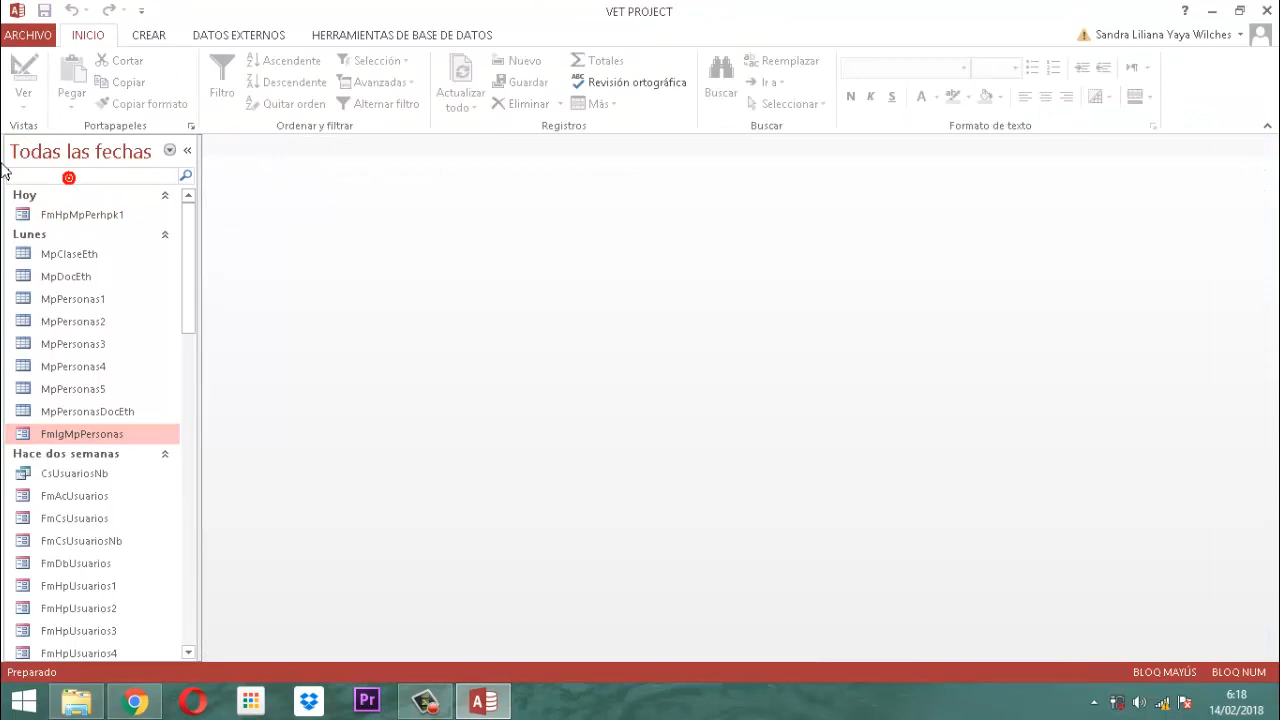 VET PROJECT
?
ARCHIVO INICIO CREAR DATOS EXTERNOS HERRAMIENTAS DE BASE DE DATOS
Sandra Liliana Yaya Wilches
Ver
Vistas
Pegar
Cortar
Copiar
Copiar formato
Portapapeles
Filtro
Ascendente
Descendente
Quitar or
Selección
Avanzadas
nar filtro
Ordenar y filtrar
Actualizar
todo
Nuevo
Guardar
Eliminar
Totales
Revisión ortográfica
Más
Registros
Buscar
Reemplazar
Ir a
Seleccionar
Buscar
N K S A
Formato de texto
Todas las fechas
Hoy
FmHpMpPerhpk1
Lunes
MpClaseEth
MpDocEth
MpPersonas1
MpPersonas2
MpPersonas3
MpPersonas4
MpPersonas5
MpPersonasDocEth
FmIgMpPersonas
Hace dos semanas
CsUsuariosNb
FmAcUsuarios
FmCsUsuarios
FmCsUsuariosNb
FmDbUsuarios
FmHpUsuarios1
FmHpUsuarios2
FmHpUsuarios3
FmHpUsuarios4
Preparado
BLOQ MAYÚS BLOQ NUM
Pr
6:18
14/02/2018